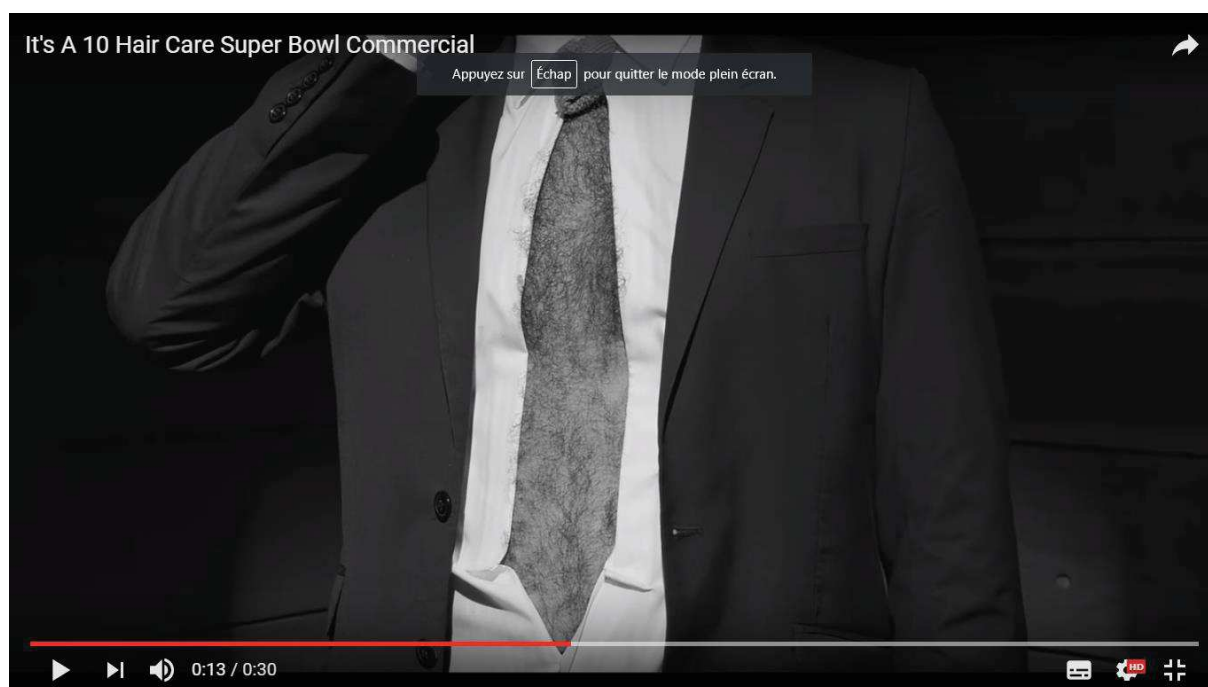 It's A 10 Hair Care Super Bowl Commercial
Appuyez sur Échap pour quitter le mode plein écran.
0:13 / 0:30
HD